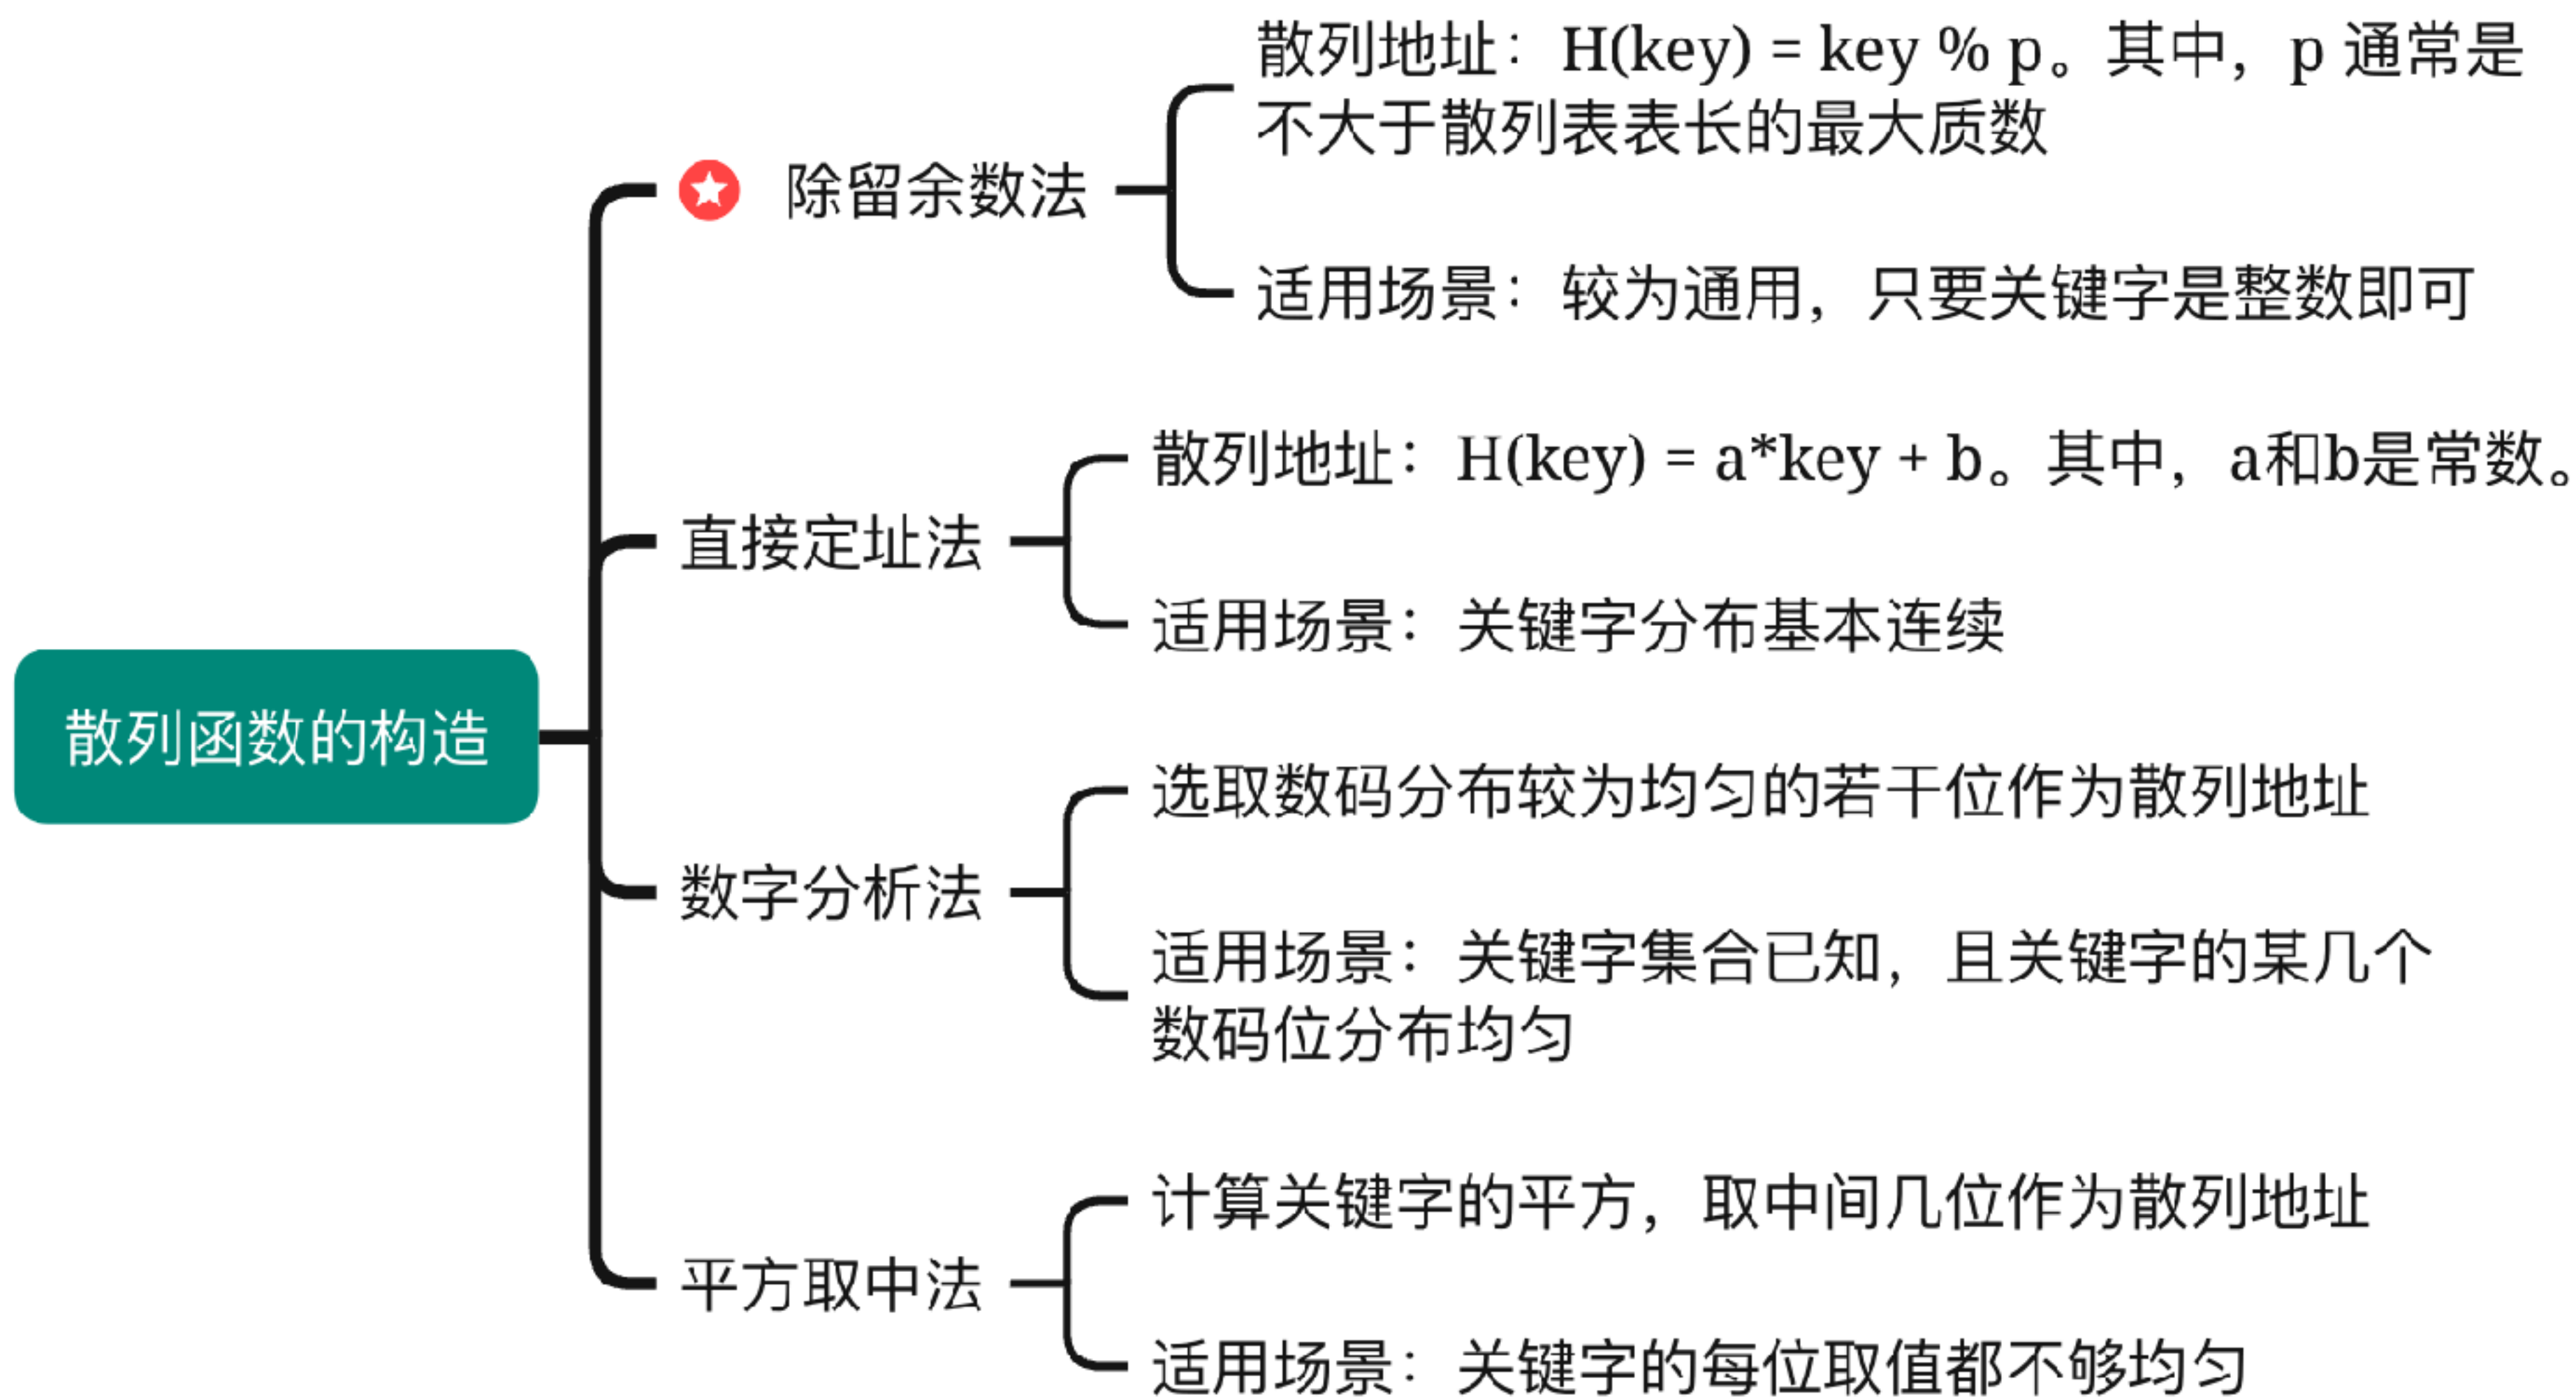 散列函数的构造
除留余数法
散列地址：H(key) = key % p。其中，p 通常是
不大于散列表表长的最大质数
适用场景：较为通用，只要关键字是整数即可
直接定址法
散列地址：H(key) = a*key + b。其中，a和b是常数。
适用场景：关键字分布基本连续
数字分析法
选取数码分布较为均匀的若干位作为散列地址
适用场景：关键字集合已知，且关键字的某几个
数码位分布均匀
平方取中法
计算关键字的平方，取中间几位作为散列地址
适用场景：关键字的每位取值都不够均匀